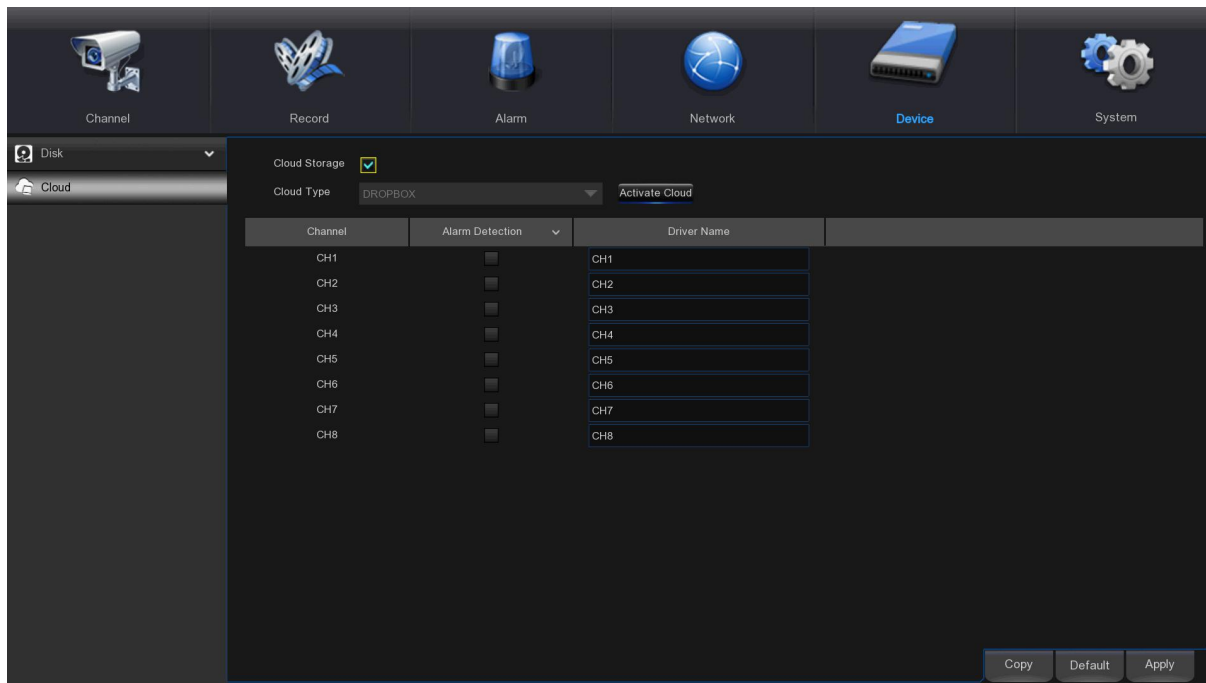 Channel Record Alarm Network Device System
Disk
Cloud
Cloud Storage
Cloud Type DROPBOX Activate Cloud
Channel Alarm Detection Driver Name
CH1 CH1
CH2 CH2
CH3 CH3
CH4 CH4
CH5 CH5
CH6 CH6
CH7 CH7
CH8 CH8
Copy Default Apply